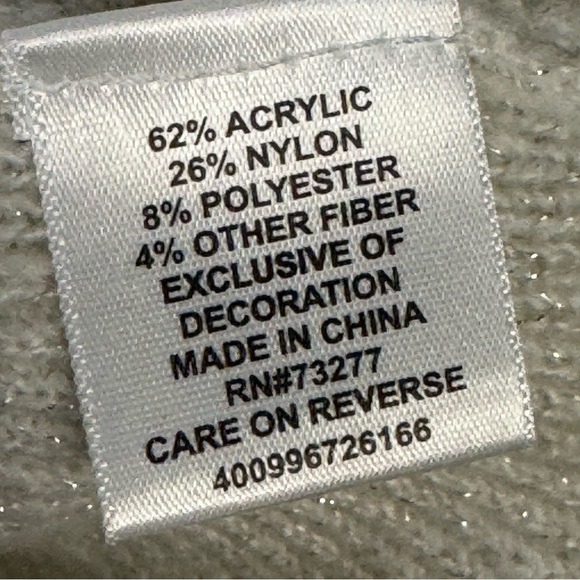 62% ACRYLIC
26% NYLON
8% POLYESTER
4% OTHER FIBER
EXCLUSIVE OF
DECORATION
MADE IN CHINA
RN#73277
CARE ON REVERSE
400996726166